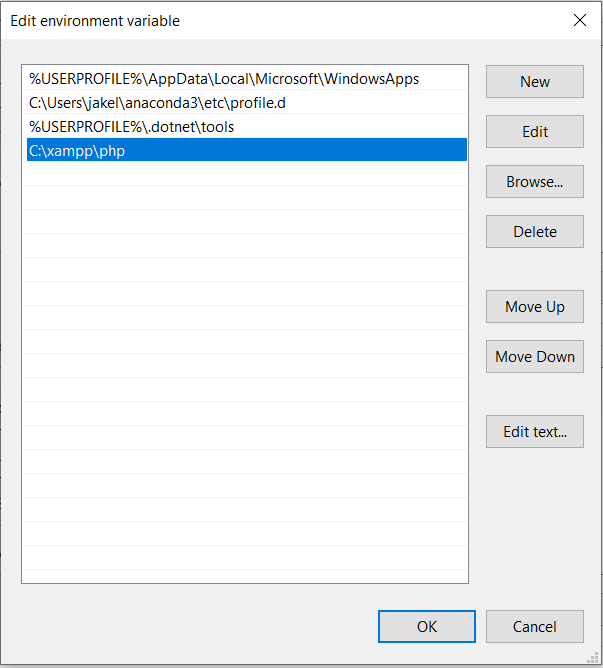 Edit environment variable
%USERPROFILE%\AppData\Local\Microsoft\WindowsApps
C:\Users\jakel\anaconda3\etc\profile.d
%USERPROFILE%\.dotnet\tools
C:\xampp\php
New
Edit
Browse...
Delete
Move Up
Move Down
Edit text...
OK
Cancel